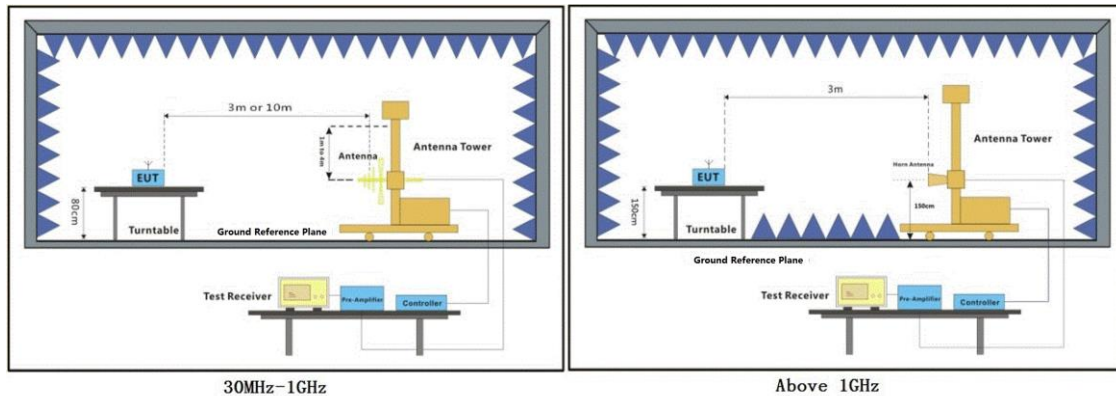 3m or 10m
1m to 4m
Antenna
Antenna Tower
EUT
80cm
Turntable
Ground Reference Plane
Test Receiver
Pre-Amplifier
Controller
30MHz-1GHz
3m
Horn Antenna
Antenna Tower
EUT
150cm
150cm
Turntable
Ground Reference Plane
Test Receiver
Pre-Amplifier
Controller
Above 1GHz